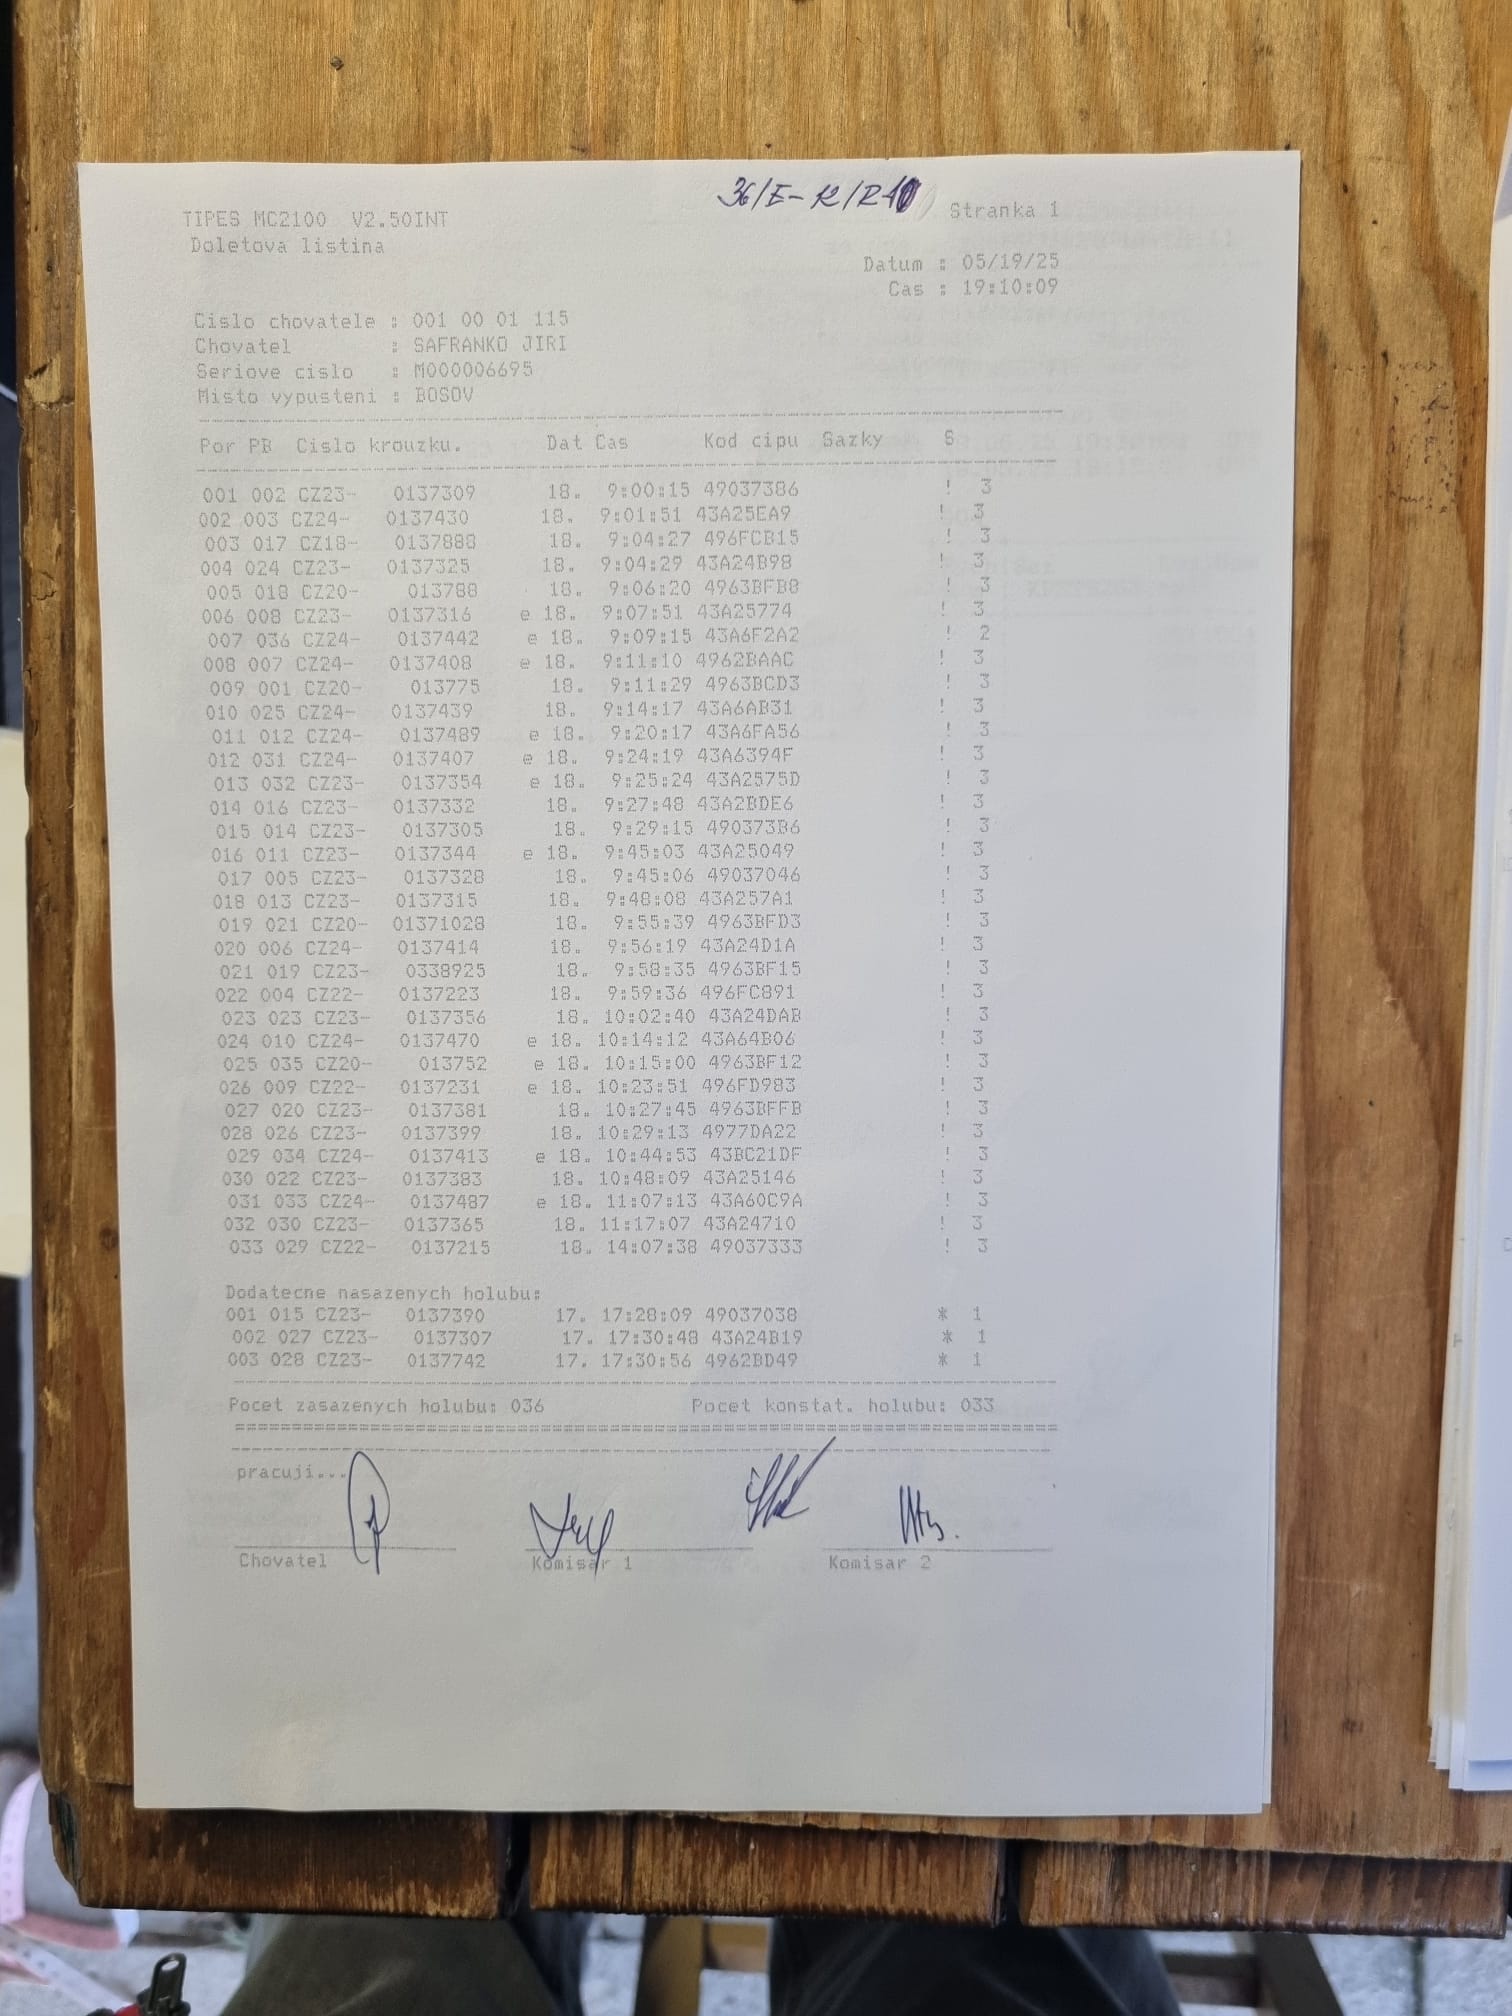 36/E-12/R10
TIPES MC2100 V2.50INT Stranka 1
Doletova listina
Datum : 05/19/25
Cas : 19:10:09
Cislo chovatele : 001 00 01 115
Chovatel : SAFRANKO JIRI
Seriove cislo : M000006695
Misto vypusteni : BOSOV
Por PB Cislo krouzku. Dat Cas Kod cipu Sazky S
001 002 CZ23- 0137309 18. 9:00:15 49037386 ! 3
002 003 CZ24- 0137430 18. 9:01:51 43A25EA9 ! 3
003 017 CZ18- 0137888 18. 9:04:27 496FCB15 ! 3
004 024 CZ23- 0137325 18. 9:04:29 43A24B98 ! 3
005 018 CZ20- 013788 18. 9:06:20 4963BFB8 ! 3
006 008 CZ23- 0137316 e 18. 9:07:51 43A25774 ! 3
007 036 CZ24- 0137442 e 18. 9:09:15 43A6F2A2 ! 2
008 007 CZ24- 0137408 e 18. 9:11:10 4962BAAC ! 3
009 001 CZ20- 013775 18. 9:11:29 4963BCD3 ! 3
010 025 CZ24- 0137439 18. 9:14:17 43A6AB31 ! 3
011 012 CZ24- 0137489 e 18. 9:20:17 43A6FA56 ! 3
012 031 CZ24- 0137407 e 18. 9:24:19 43A6394F ! 3
013 032 CZ23- 0137354 e 18. 9:25:24 43A2575D ! 3
014 016 CZ23- 0137332 18. 9:27:48 43A2BDE6 ! 3
015 014 CZ23- 0137305 18. 9:29:15 490373B6 ! 3
016 011 CZ23- 0137344 e 18. 9:45:03 43A25049 ! 3
017 005 CZ23- 0137328 18. 9:45:06 49037046 ! 3
018 013 CZ23- 0137315 18. 9:48:08 43A257A1 ! 3
019 021 CZ20- 01371028 18. 9:55:39 4963BFD3 ! 3
020 006 CZ24- 0137414 18. 9:56:19 43A24D1A ! 3
021 019 CZ23- 0338925 18. 9:58:35 4963BF15 ! 3
022 004 CZ22- 0137223 18. 9:59:36 496FC891 ! 3
023 023 CZ23- 0137356 18. 10:02:40 43A24DAB ! 3
024 010 CZ24- 0137470 e 18. 10:14:12 43A64B06 ! 3
025 035 CZ20- 013752 e 18. 10:15:00 4963BF12 ! 3
026 009 CZ22- 0137231 e 18. 10:23:51 496FD983 ! 3
027 020 CZ23- 0137381 18. 10:27:45 4963BFFB ! 3
028 026 CZ23- 0137399 18. 10:29:13 4977DA22 ! 3
029 034 CZ24- 0137413 e 18. 10:44:53 43BC21DF ! 3
030 022 CZ23- 0137383 18. 10:48:09 43A25146 ! 3
031 033 CZ24- 0137487 e 18. 11:07:13 43A60C9A ! 3
032 030 CZ23- 0137365 18. 11:17:07 43A24710 ! 3
033 029 CZ22- 0137215 18. 14:07:38 49037333 ! 3
Dodatecne nasazenych holubu:
001 015 CZ23- 0137390 17. 17:28:09 49037038 * 1
002 027 CZ23- 0137307 17. 17:30:48 43A24B19 * 1
003 028 CZ23- 0137742 17. 17:30:56 4962BD49 * 1
Pocet zasazenych holubu: 036 Pocet konstat. holubu: 033
pracuji...
Chovatel Komisar 1 Komisar 2